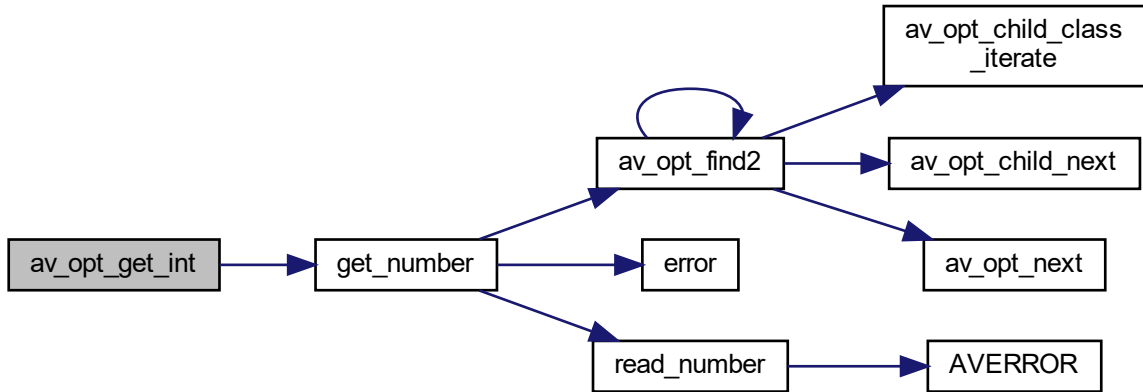 av_opt_child_class
_iterate
av_opt_find2
av_opt_child_next
av_opt_get_int
get_number
error
av_opt_next
read_number
AVERROR